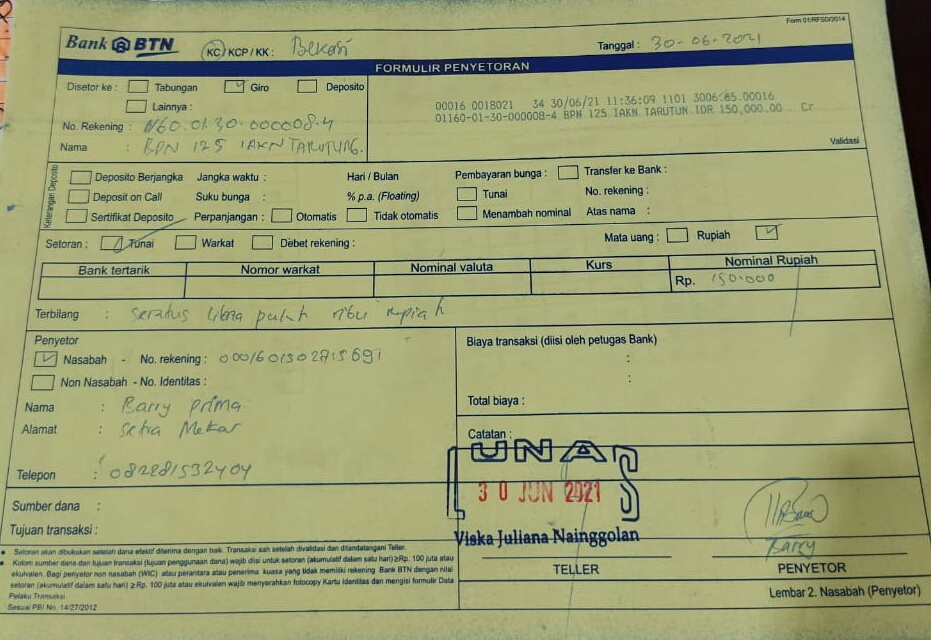 Form 01/RFSD/2014
Bank BTN KC/KCP / KK : Bekasi Tanggal : 30-06-2021
FORMULIR PENYETORAN
Disetor ke : Tabungan Giro Deposito
Lainnya :
00016 0018021 34 30/06/21 11:36:09 1101 3006.85.00016
No. Rekening : 1160.01.30.000008-4 01160-01-30-000008-4 BPN 125 IAKN TARUTUN IDR 150,000.00 Cr
Nama : BPN 125 IAKN TARUTUNG. Validasi
Keterangan Deposito
Deposito Berjangka Jangka waktu : Hari / Bulan Pembayaran bunga : Transfer ke Bank :
Deposit on Call Suku bunga : % p.a. (Floating) Tunai No. rekening :
Sertifikat Deposito Perpanjangan : Otomatis Tidak otomatis Menambah nominal Atas nama :
Setoran : Tunai Warkat Debet rekening : Mata uang : Rupiah
Bank tertarik Nomor warkat Nominal valuta Kurs Nominal Rupiah
Rp. 150.000
Terbilang : seratus lima puluh ribu rupiah
Penyetor
Nasabah - No. rekening : 0001601502715691
Non Nasabah - No. Identitas :
Nama : Barry prima
Alamat : Setia Mekar
Telepon : 082281532404
Biaya transaksi (diisi oleh petugas Bank)
:
:
Total biaya :
Catatan :
LUNAS
30 JUN 2021
Viska Juliana Nainggolan
Barry
TELLER PENYETOR
Sumber dana :
Tujuan transaksi :
Setoran akan dibukukan setelah dana efektif diterima dengan baik. Transaksi sah setelah divalidasi dan ditandatangani Teller.
Kolom sumber dana dan tujuan transaksi (tujuan penggunaan dana) wajib diisi untuk setoran (akumulatif dalam satu hari) ≥Rp. 100 juta atau
ekuivalen. Bagi penyetor non nasabah (WIC) atau perantara atau penerima kuasa yang tidak memiliki rekening Bank BTN dengan nilai
setoran (akumulatif dalam satu hari) ≥Rp. 100 juta atau ekuivalen wajib menyerahkan fotocopy Kartu Identitas dan mengisi formulir Data
Pelaku Transaksi.
Sesuai PBI No. 14/27/2012
Lembar 2. Nasabah (Penyetor)